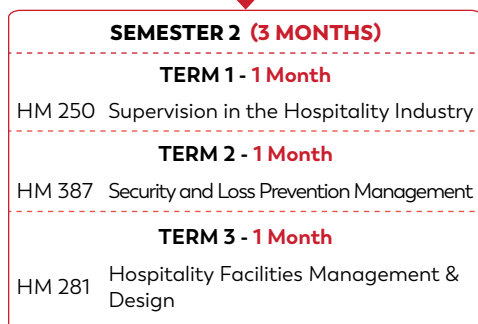 SEMESTER 2 (3 MONTHS)
TERM 1 - 1 Month
HM 250 Supervision in the Hospitality Industry
TERM 2 - 1 Month
HM 387 Security and Loss Prevention Management
TERM 3 - 1 Month
HM 281 Hospitality Facilities Management &
Design